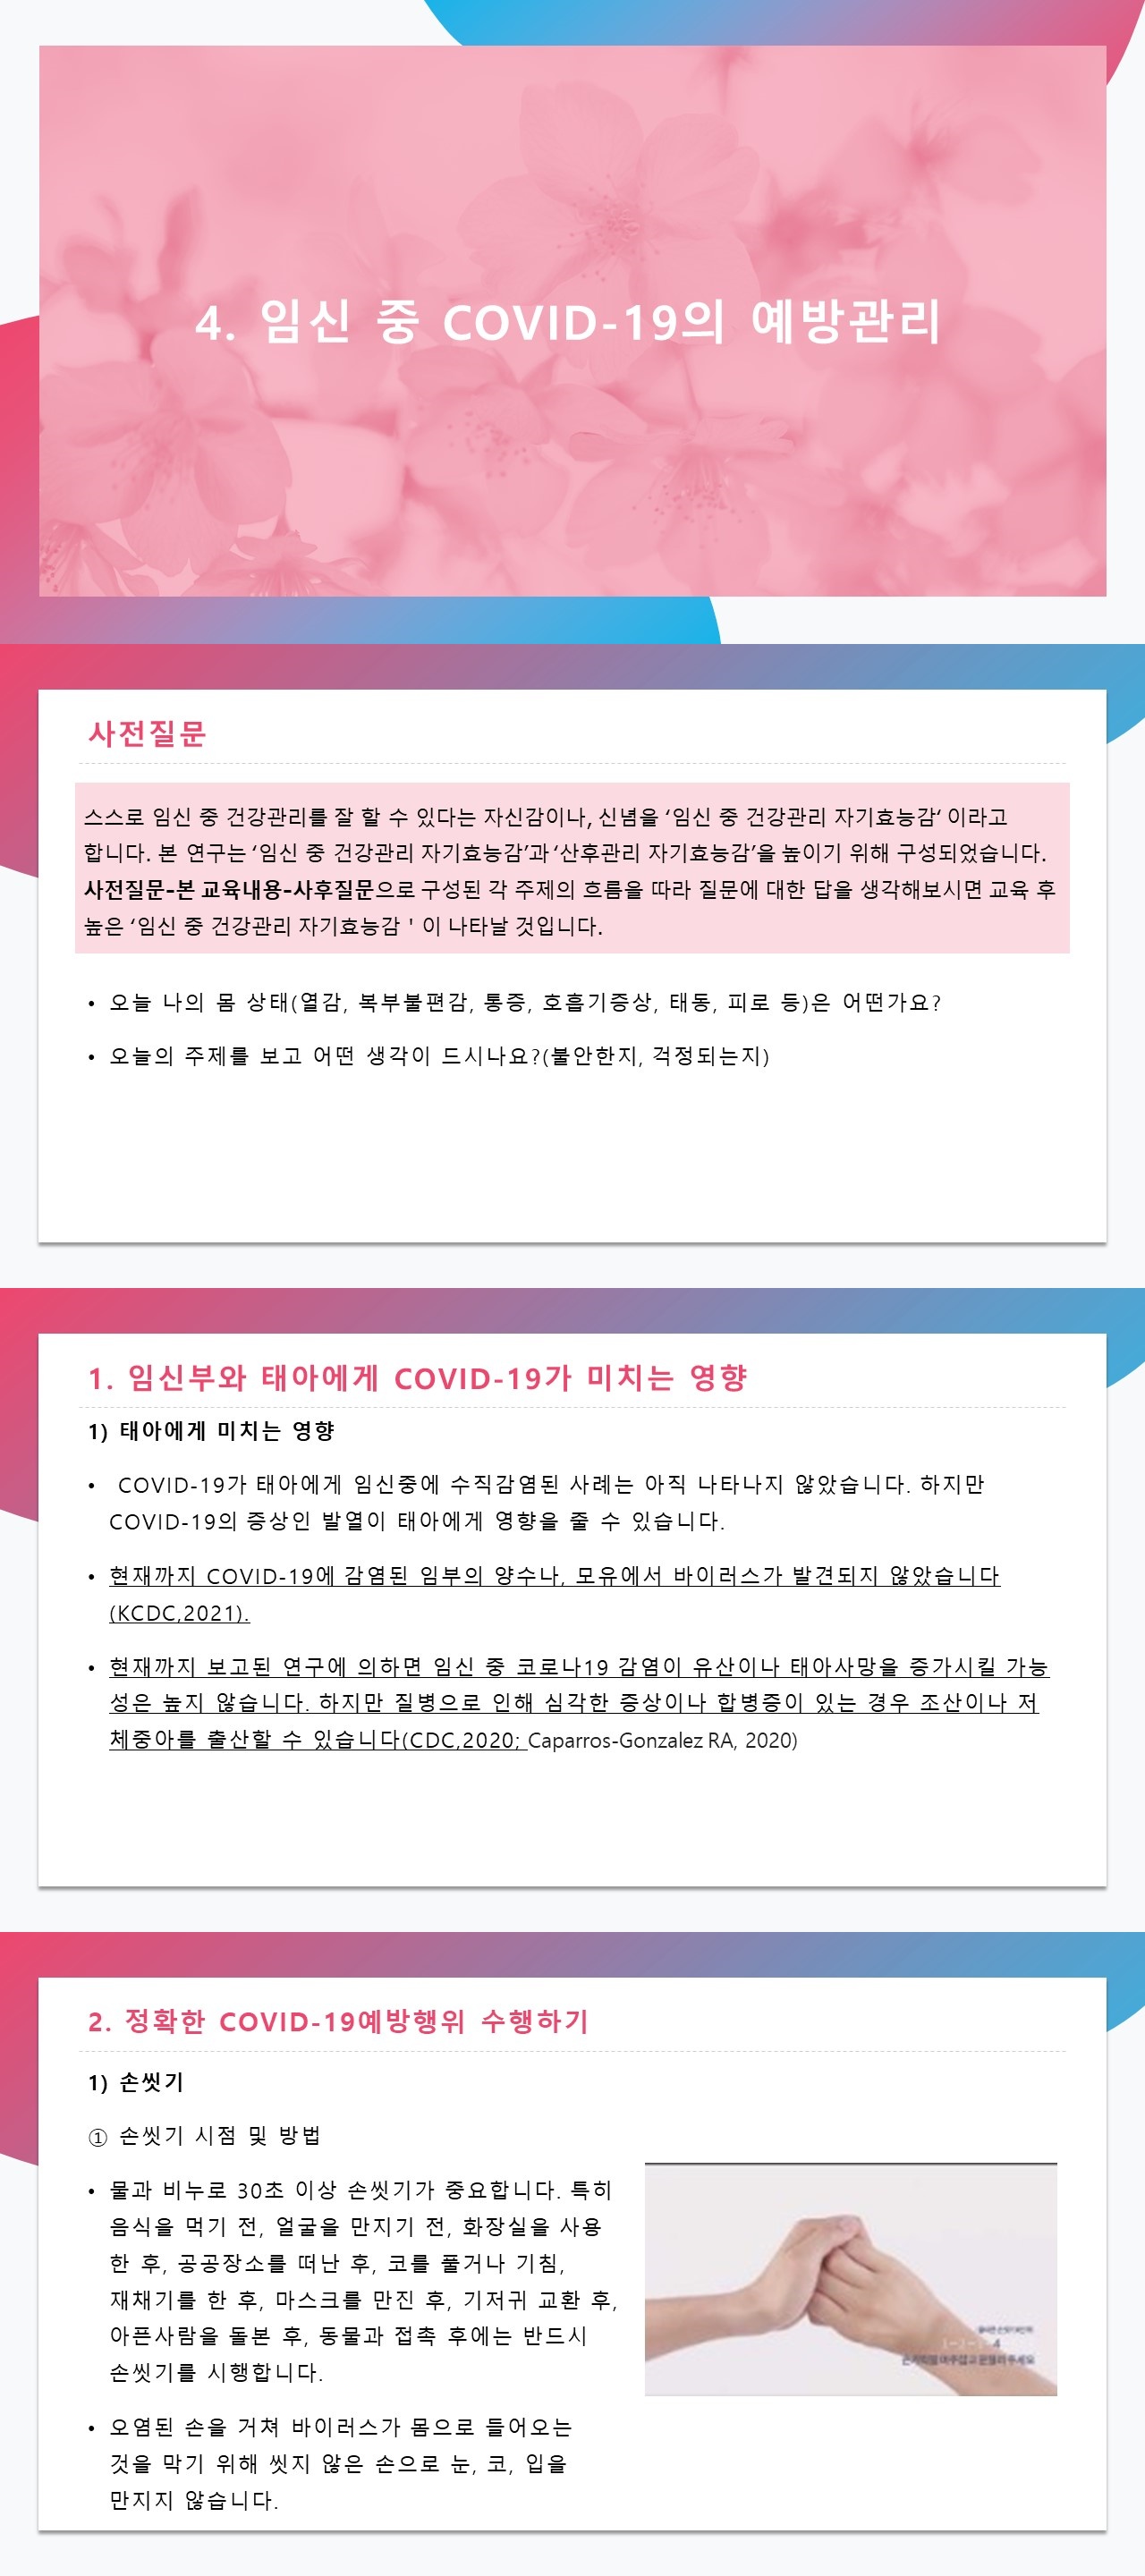 4. 임신 중 COVID-19의 예방관리
사전질문
스스로 임신 중 건강관리를 잘 할 수 있다는 자신감이나, 신념을 ‘임신 중 건강관리 자기효능감‘ 이라고
합니다. 본 연구는 ‘임신 중 건강관리 자기효능감’과 ‘산후관리 자기효능감’을 높이기 위해 구성되었습니다.
사전질문-본 교육내용-사후질문으로 구성된 각 주제의 흐름을 따라 질문에 대한 답을 생각해보시면 교육 후
높은 ‘임신 중 건강관리 자기효능감 ' 이 나타날 것입니다.
• 오늘 나의 몸 상태(열감, 복부불편감, 통증, 호흡기증상, 태동, 피로 등)은 어떤가요?
• 오늘의 주제를 보고 어떤 생각이 드시나요?(불안한지, 걱정되는지)
1. 임신부와 태아에게 COVID-19가 미치는 영향
1) 태아에게 미치는 영향
• COVID-19가 태아에게 임신중에 수직감염된 사례는 아직 나타나지 않았습니다. 하지만
COVID-19의 증상인 발열이 태아에게 영향을 줄 수 있습니다.
• 현재까지 COVID-19에 감염된 임부의 양수나, 모유에서 바이러스가 발견되지 않았습니다
(KCDC,2021).
• 현재까지 보고된 연구에 의하면 임신 중 코로나19 감염이 유산이나 태아사망을 증가시킬 가능
성은 높지 않습니다. 하지만 질병으로 인해 심각한 증상이나 합병증이 있는 경우 조산이나 저
체중아를 출산할 수 있습니다(CDC,2020; Caparros-Gonzalez RA, 2020)
2. 정확한 COVID-19예방행위 수행하기
1) 손씻기
① 손씻기 시점 및 방법
• 물과 비누로 30초 이상 손씻기가 중요합니다. 특히
음식을 먹기 전, 얼굴을 만지기 전, 화장실을 사용
한 후, 공공장소를 떠난 후, 코를 풀거나 기침,
재채기를 한 후, 마스크를 만진 후, 기저귀 교환 후,
아픈사람을 돌본 후, 동물과 접촉 후에는 반드시
손씻기를 시행합니다.
• 오염된 손을 거쳐 바이러스가 몸으로 들어오는
것을 막기 위해 씻지 않은 손으로 눈, 코, 입을
만지지 않습니다.